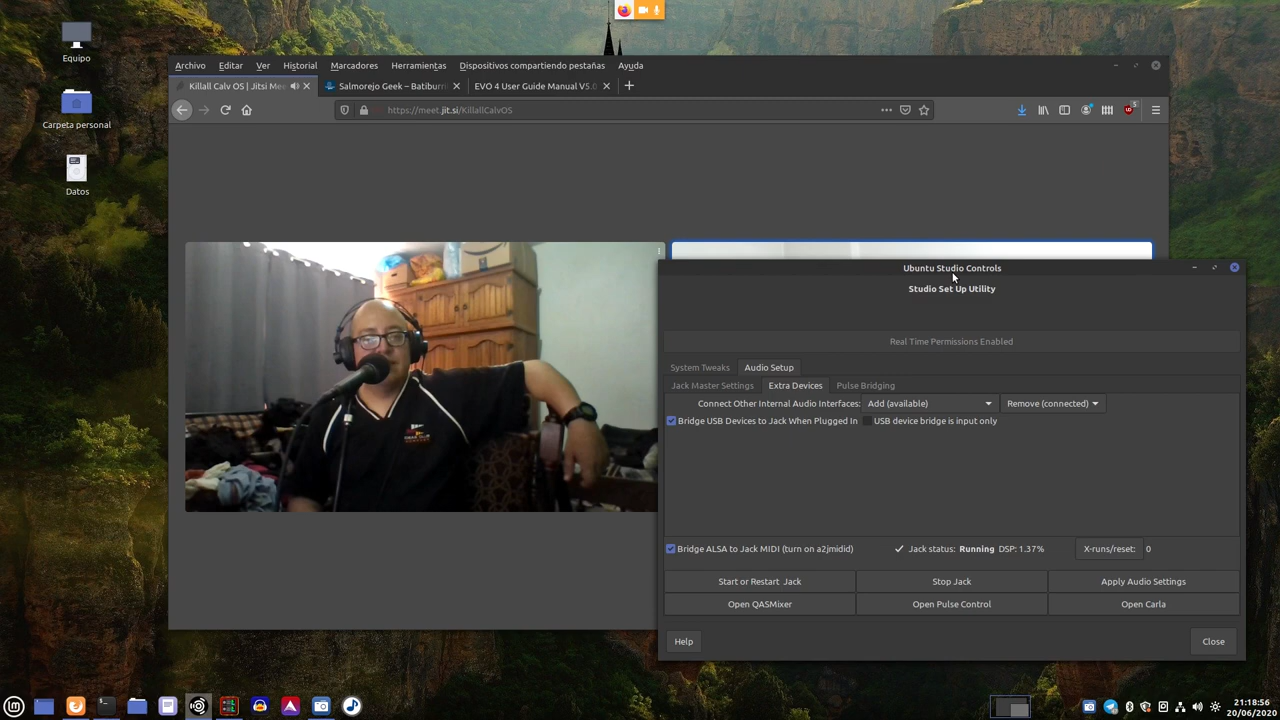 Equipo
Carpeta personal
Datos
Archivo Editar Ver Historial Marcadores Herramientas Dispositivos compartiendo pestañas Ayuda
Killall Calv OS | Jitsi Mee
Salmorejo Geek – Batiburr
EVO 4 User Guide Manual V5.0
https://meet.jit.si/KillallCalvOS
5
Ubuntu Studio Controls
Studio Set Up Utility
Real Time Permissions Enabled
System Tweaks Audio Setup
Jack Master Settings Extra Devices Pulse Bridging
Connect Other Internal Audio Interfaces: Add (available) Remove (connected)
Bridge USB Devices to Jack When Plugged In USB device bridge is input only
Bridge ALSA to Jack MIDI (turn on a2jmidid) Jack status: Running DSP: 1.37% X-runs/reset: 0
Start or Restart Jack Stop Jack Apply Audio Settings
Open QASMixer Open Pulse Control Open Carla
Help Close
21:18:56
20/06/2020